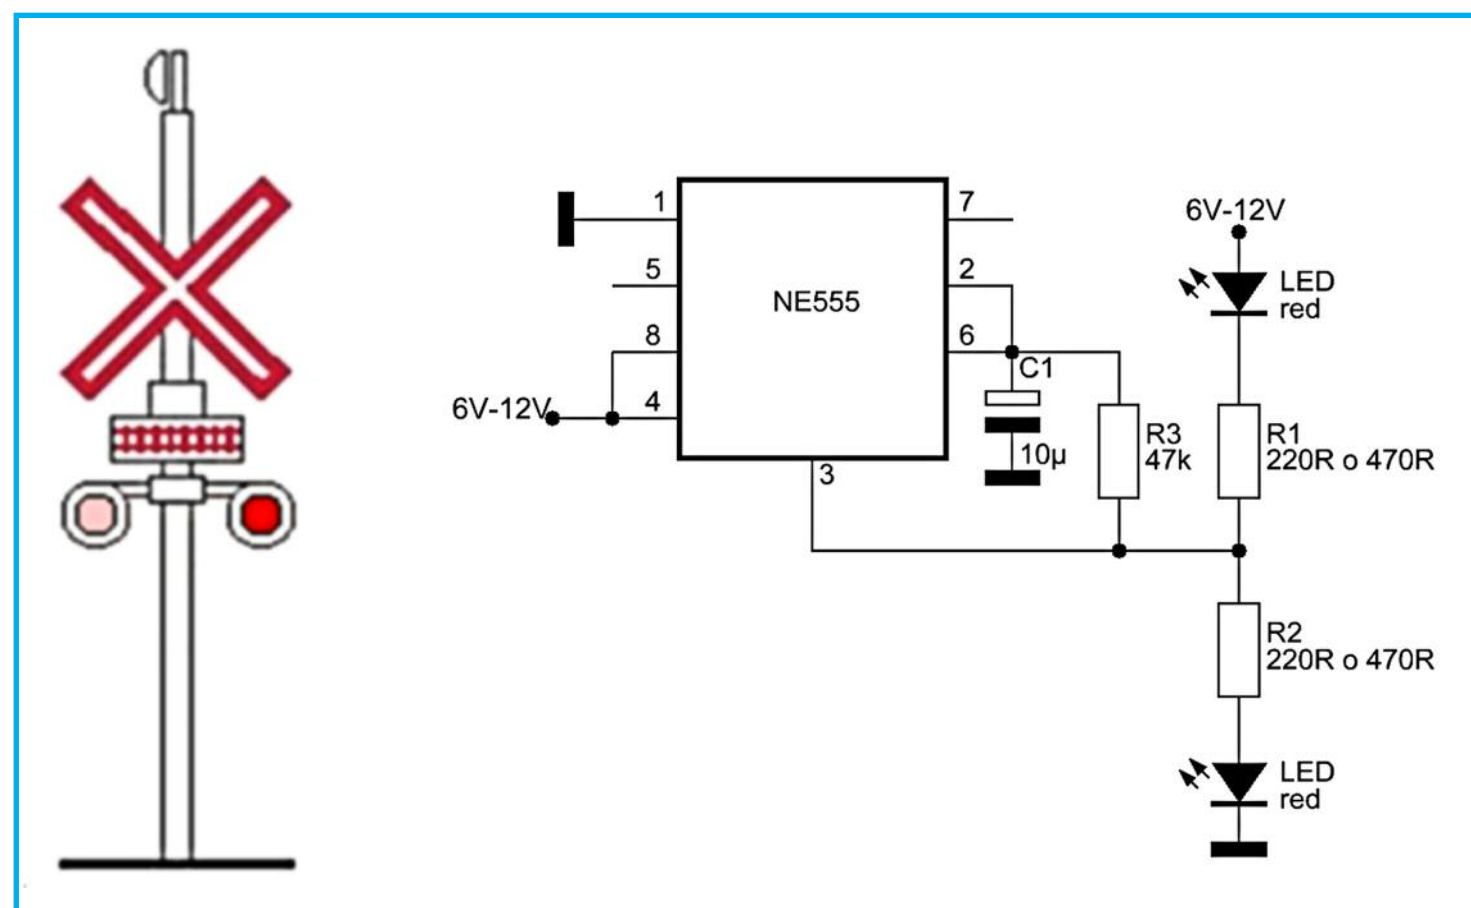 1
5
8
4
6V-12V
NE555
7
2
6
3
C1
10µ
R3
47k
6V-12V
LED
red
R1
220R o 470R
R2
220R o 470R
LED
red